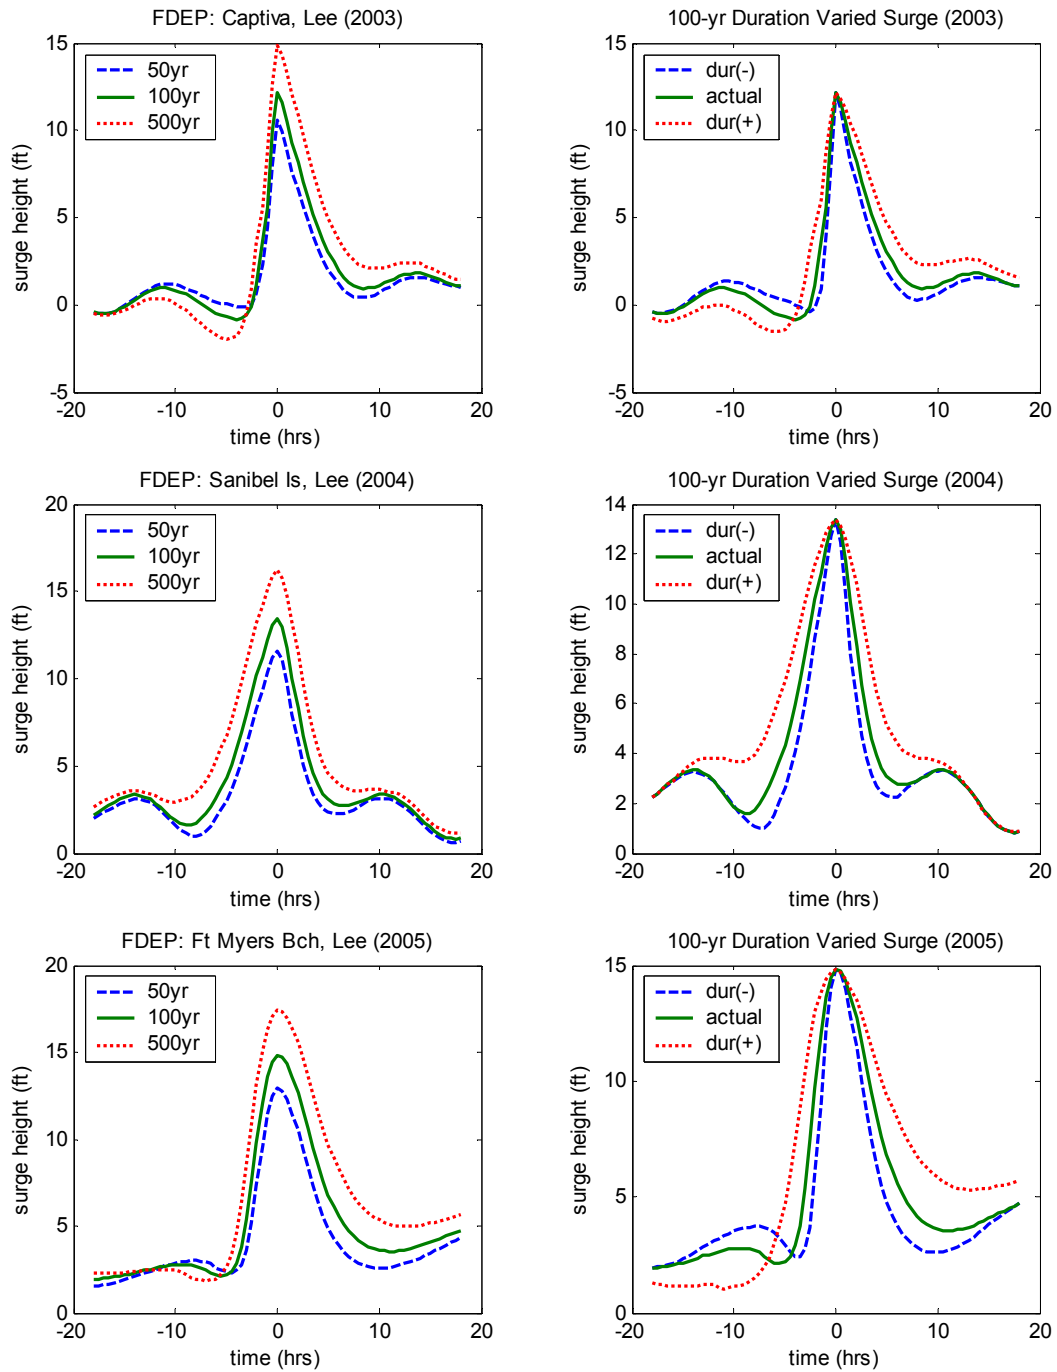 FDEP: Captiva, Lee (2003)
15
10
5
0
-5
-20
-10
0
10
20
surge height (ft)
time (hrs)
50yr
100yr
500yr
100-yr Duration Varied Surge (2003)
15
10
5
0
-5
-20
-10
0
10
20
surge height (ft)
time (hrs)
dur(-)
actual
dur(+)
FDEP: Sanibel Is, Lee (2004)
20
15
10
5
0
-20
-10
0
10
20
surge height (ft)
time (hrs)
50yr
100yr
500yr
100-yr Duration Varied Surge (2004)
14
12
10
8
6
4
2
0
-20
-10
0
10
20
surge height (ft)
time (hrs)
dur(-)
actual
dur(+)
FDEP: Ft Myers Bch, Lee (2005)
20
15
10
5
0
-20
-10
0
10
20
surge height (ft)
time (hrs)
50yr
100yr
500yr
100-yr Duration Varied Surge (2005)
15
10
5
0
-20
-10
0
10
20
surge height (ft)
time (hrs)
dur(-)
actual
dur(+)